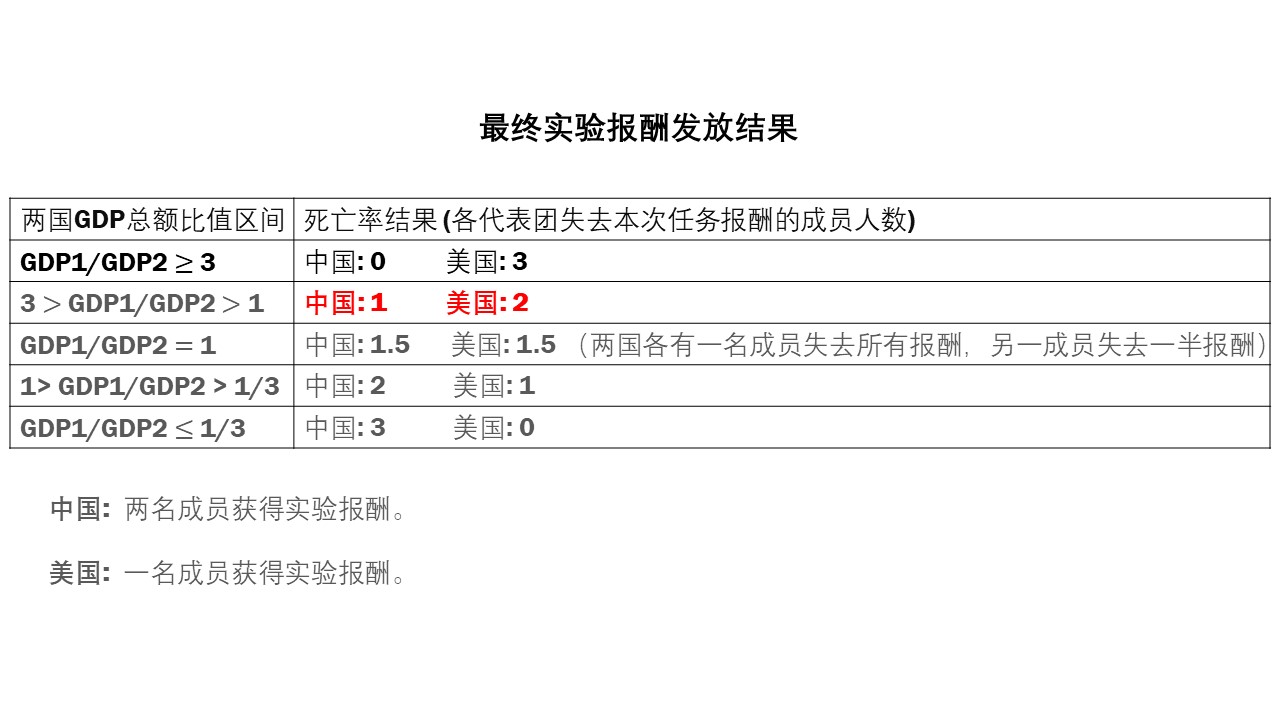 最终实验报酬发放结果
两国GDP总额比值区间 死亡率结果 (各代表团失去本次任务报酬的成员人数)
GDP1/GDP2 ≥ 3 中国: 0 美国: 3
3 > GDP1/GDP2 > 1 中国: 1 美国: 2
GDP1/GDP2 = 1 中国: 1.5 美国: 1.5 （两国各有一名成员失去所有报酬，另一成员失去一半报酬）
1> GDP1/GDP2 > 1/3 中国: 2 美国: 1
GDP1/GDP2 ≤ 1/3 中国: 3 美国: 0
中国: 两名成员获得实验报酬。
美国: 一名成员获得实验报酬。